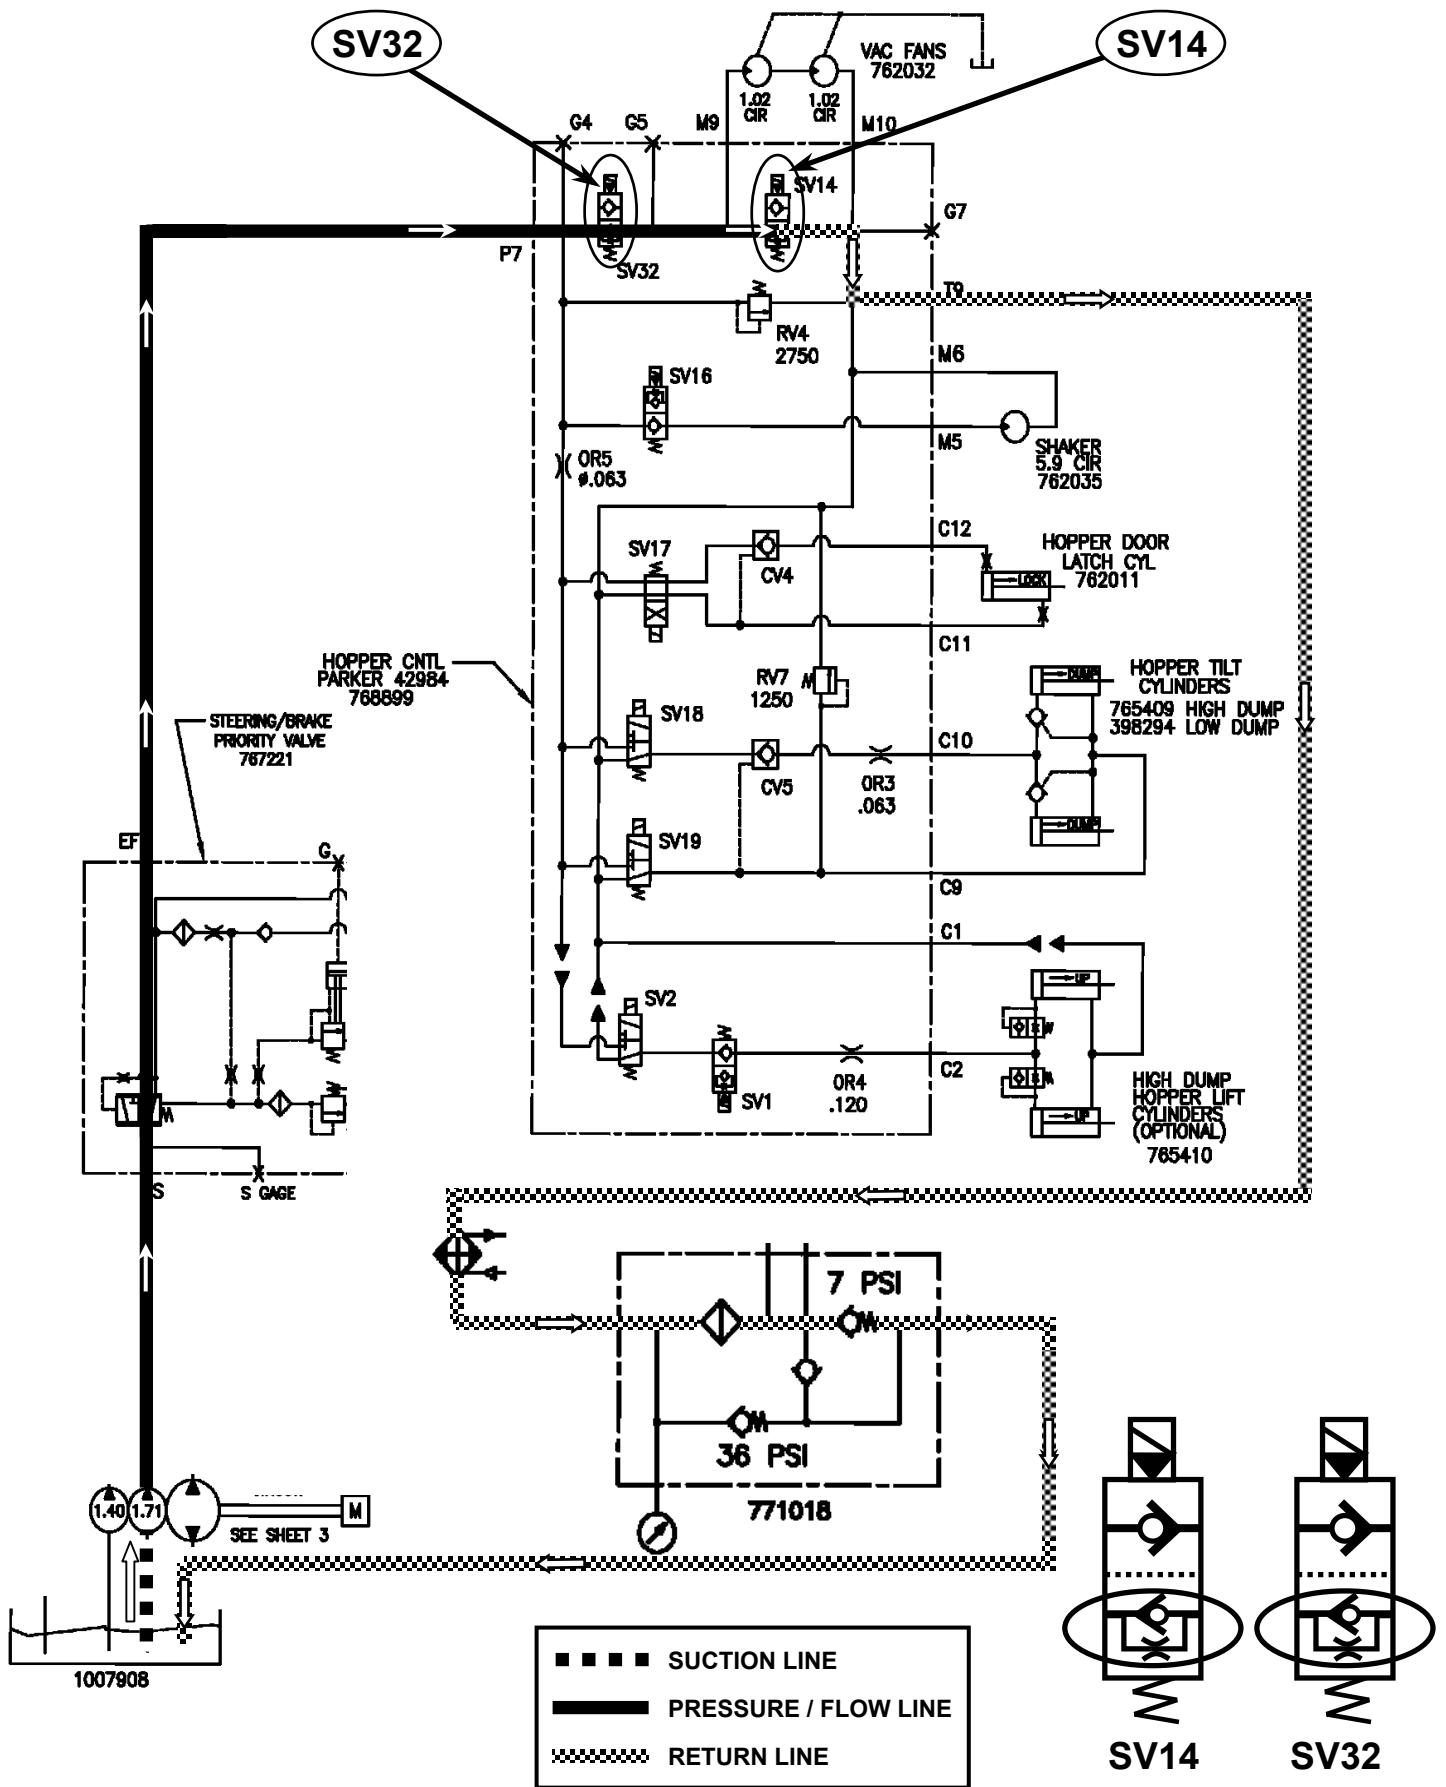 SV32
SV14
VAC FANS
762032
1.02
CIR
1.02
CIR
G4
G5
M9
M10
SV14
G7
P7
SV32
T9
RV4
2750
M6
SV16
M5
SHAKER
5.9 CIR
762035
OR5
ø.063
C12
SV17
CV4
HOPPER DOOR
LATCH CYL
762011
LOCK
C11
HOPPER CNTL
PARKER 42984
768899
RV7
1250
HOPPER TILT
CYLINDERS
765409 HIGH DUMP
398294 LOW DUMP
DUMP
SV18
STEERING/BRAKE
PRIORITY VALVE
767221
C10
CV5
OR3
.063
DUMP
EF
G
SV19
C9
C1
UP
SV2
C2
OR4
.120
SV1
HIGH DUMP
HOPPER LIFT
CYLINDERS
(OPTIONAL)
765410
UP
S
S GAGE
7 PSI
36 PSI
771018
1.40
1.71
M
SEE SHEET 3
1007908
SUCTION LINE
PRESSURE / FLOW LINE
RETURN LINE
SV14
SV32